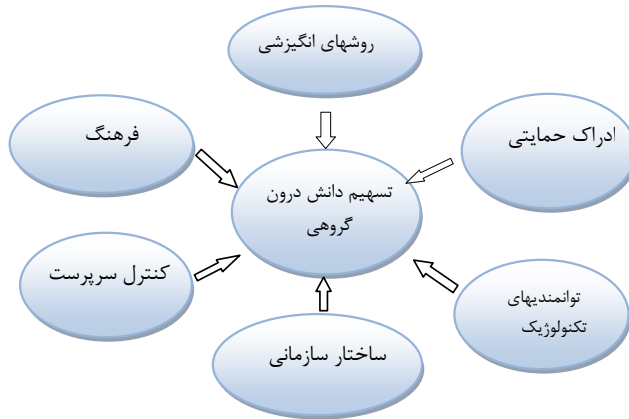 روشهای انگیزشی
فرهنگ
ادراک حمایتی
تسهیم دانش درون
گروهی
کنترل سرپرست
توانمندیهای
تکنولوژیک
ساختار سازمانی